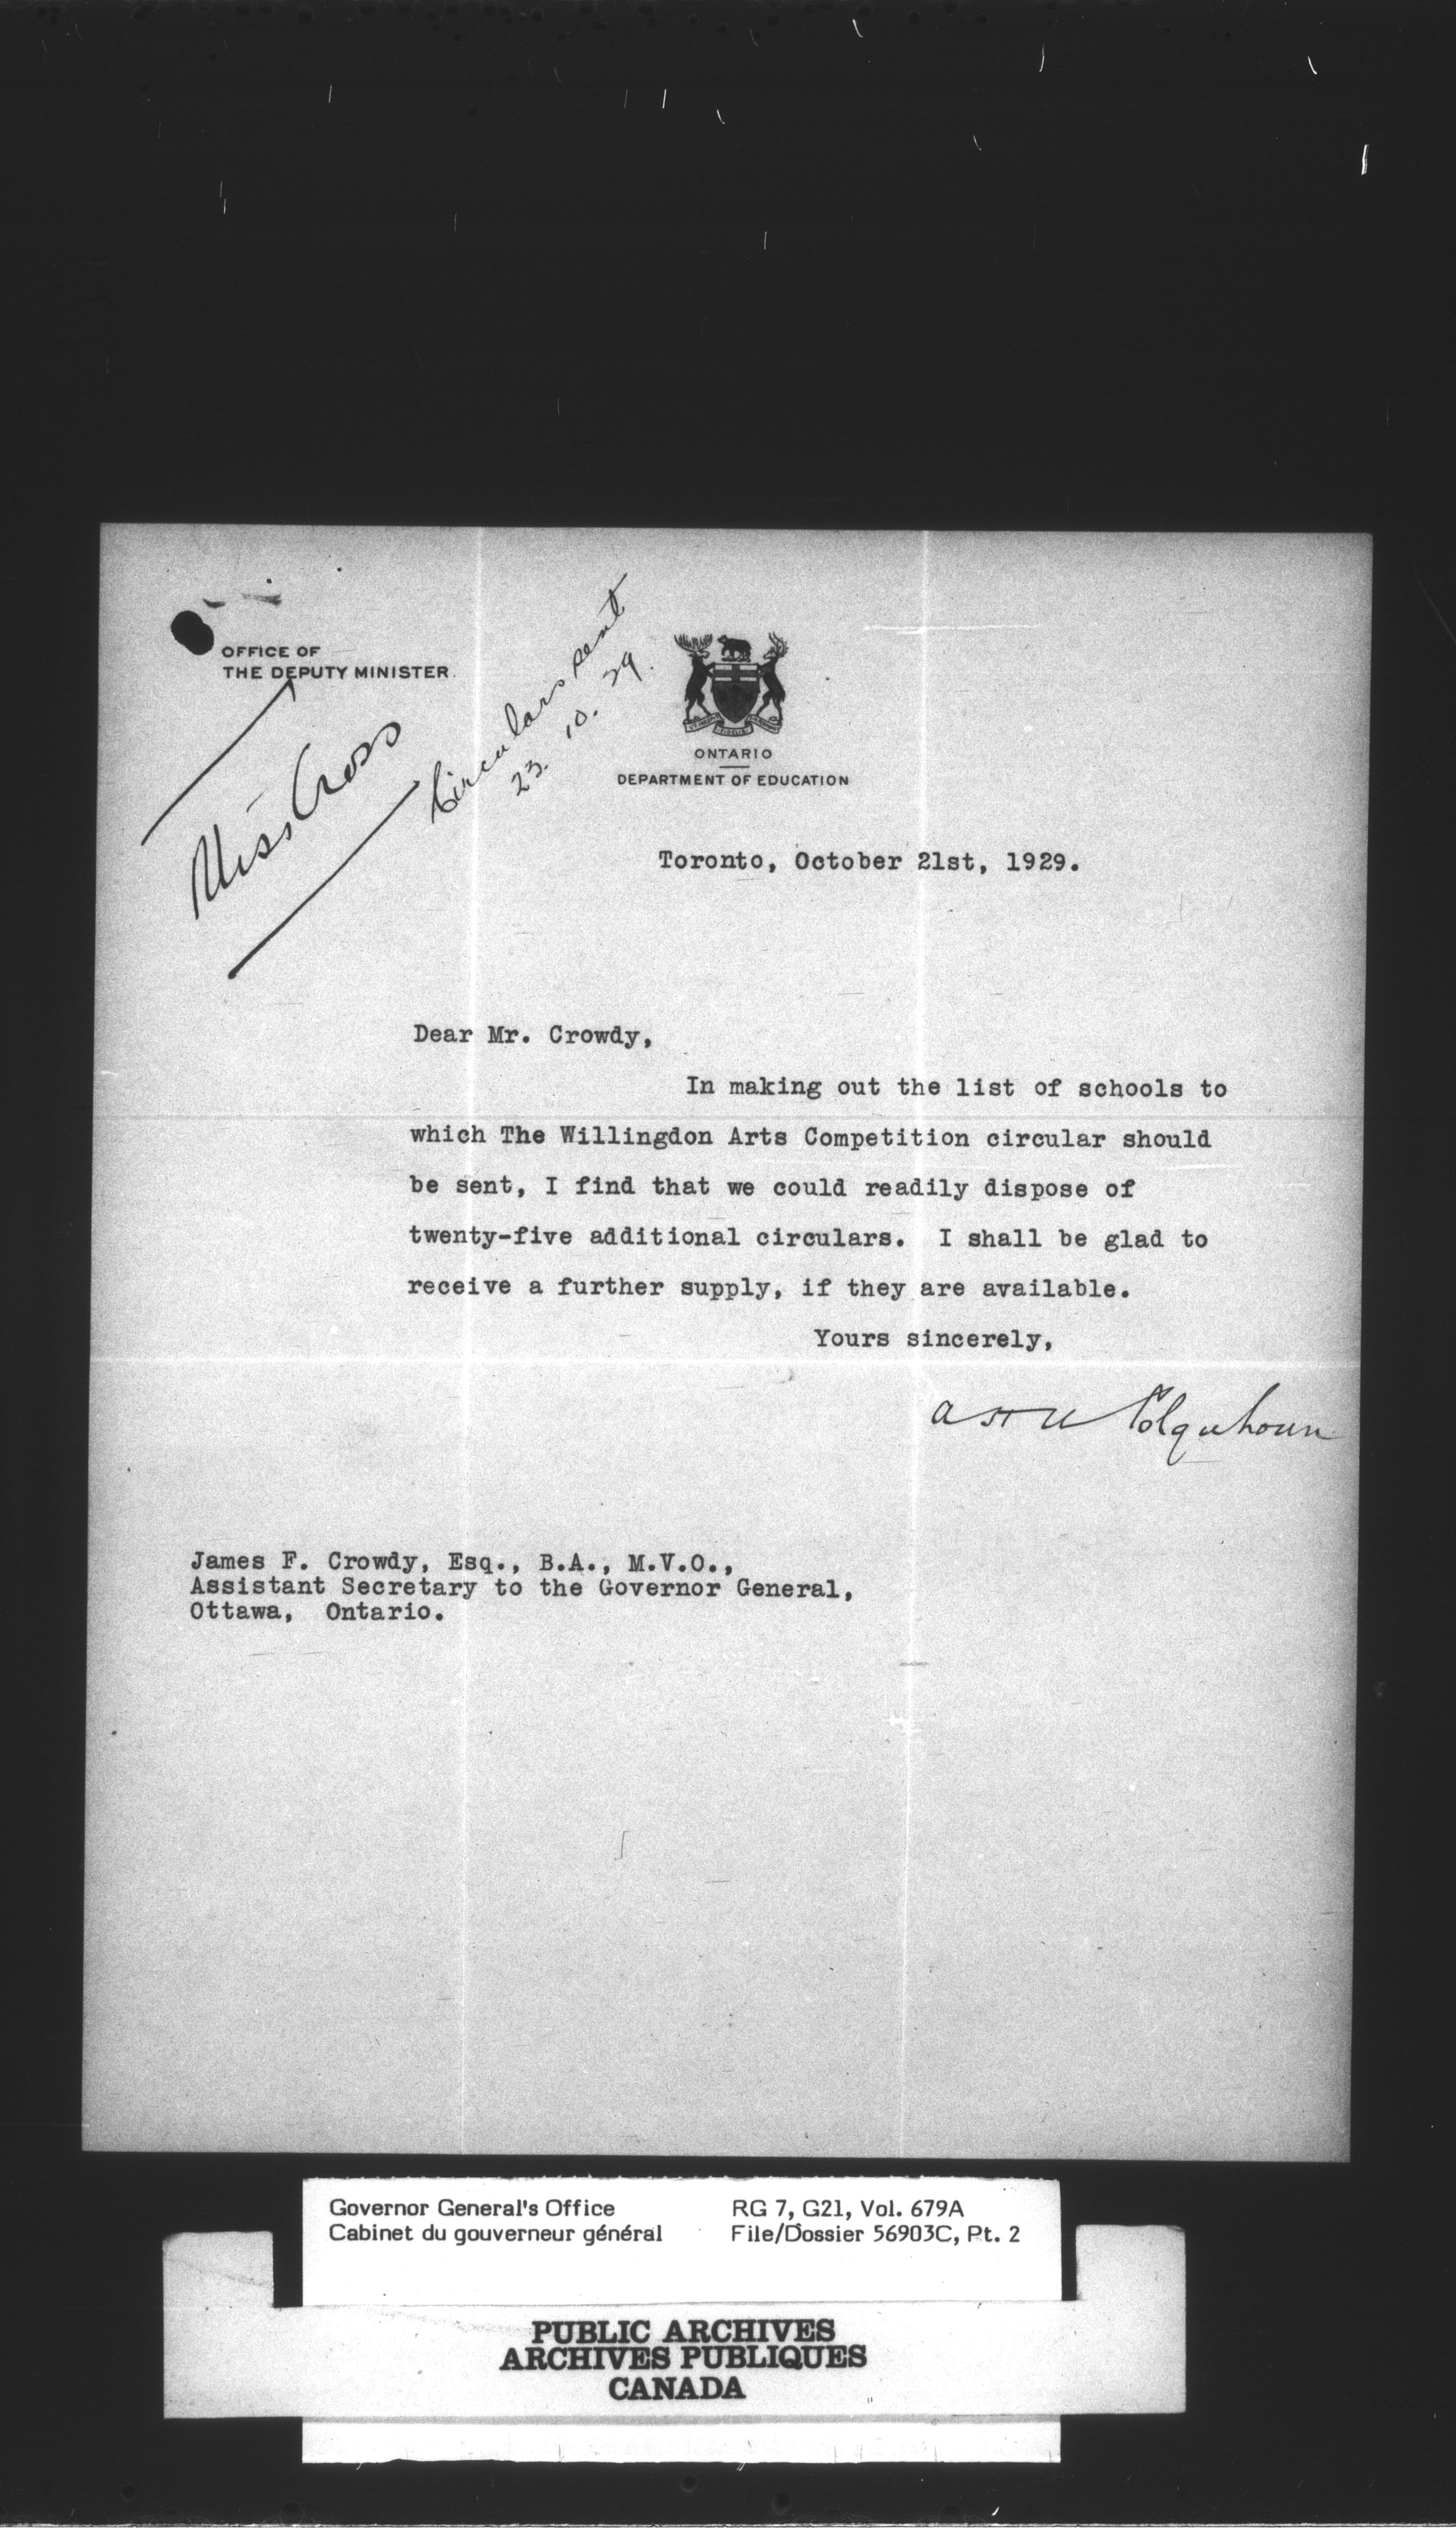 OFFICE OF
THE DEPUTY MINISTER.
Miss Cross
Circulars sent
23. 10. 29.
ONTARIO
DEPARTMENT OF EDUCATION
Toronto, October 21st, 1929.
Dear Mr. Crowdy,
In making out the list of schools to
which The Willingdon Arts Competition circular should
be sent, I find that we could readily dispose of
twenty-five additional circulars. I shall be glad to
receive a further supply, if they are available.
Yours sincerely,
Colquhoun
James F. Crowdy, Esq., B.A., M.V.O.,
Assistant Secretary to the Governor General,
Ottawa, Ontario.
Governor General's Office RG 7, G21, Vol. 679A
Cabinet du gouverneur général File/Dossier 56903C, Pt. 2
PUBLIC ARCHIVES
ARCHIVES PUBLIQUES
CANADA